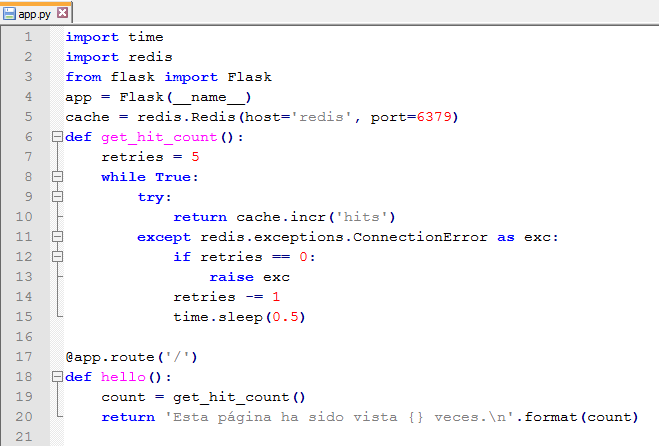 app.py
1 import time
2 import redis
3 from flask import Flask
4 app = Flask(__name__)
5 cache = redis.Redis(host='redis', port=6379)
6 def get_hit_count():
7     retries = 5
8     while True:
9         try:
10             return cache.incr('hits')
11         except redis.exceptions.ConnectionError as exc:
12             if retries == 0:
13                 raise exc
14             retries -= 1
15             time.sleep(0.5)
16
17 @app.route('/')
18 def hello():
19     count = get_hit_count()
20     return 'Esta página ha sido vista {} veces.\n'.format(count)
21